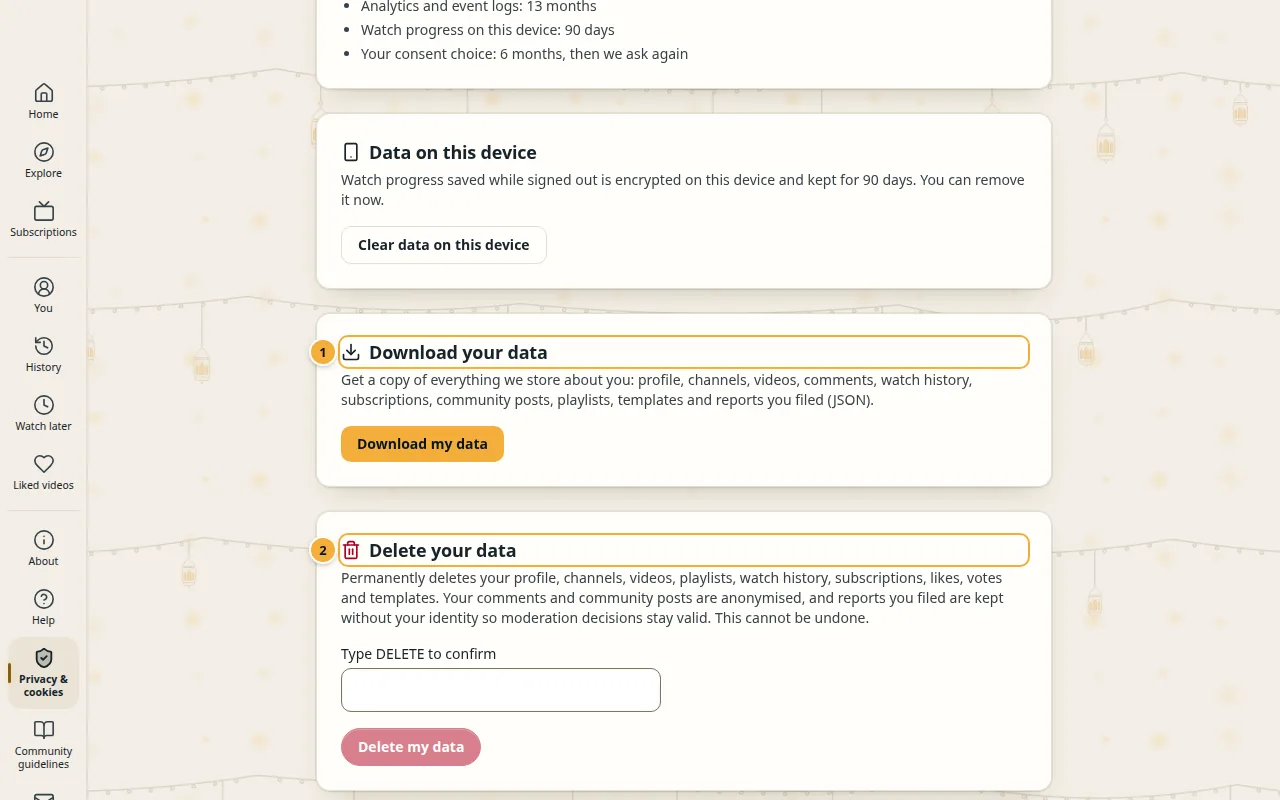 Analytics and event logs: 13 months
Watch progress on this device: 90 days
Your consent choice: 6 months, then we ask again
Home
Explore
Subscriptions
You
History
Watch later
Liked videos
About
Help
Privacy &
cookies
Community
guidelines
Data on this device
Watch progress saved while signed out is encrypted on this device and kept for 90 days. You can remove
it now.
Clear data on this device
1
Download your data
Get a copy of everything we store about you: profile, channels, videos, comments, watch history,
subscriptions, community posts, playlists, templates and reports you filed (JSON).
Download my data
2
Delete your data
Permanently deletes your profile, channels, videos, playlists, watch history, subscriptions, likes, votes
and templates. Your comments and community posts are anonymised, and reports you filed are kept
without your identity so moderation decisions stay valid. This cannot be undone.
Type DELETE to confirm
Delete my data